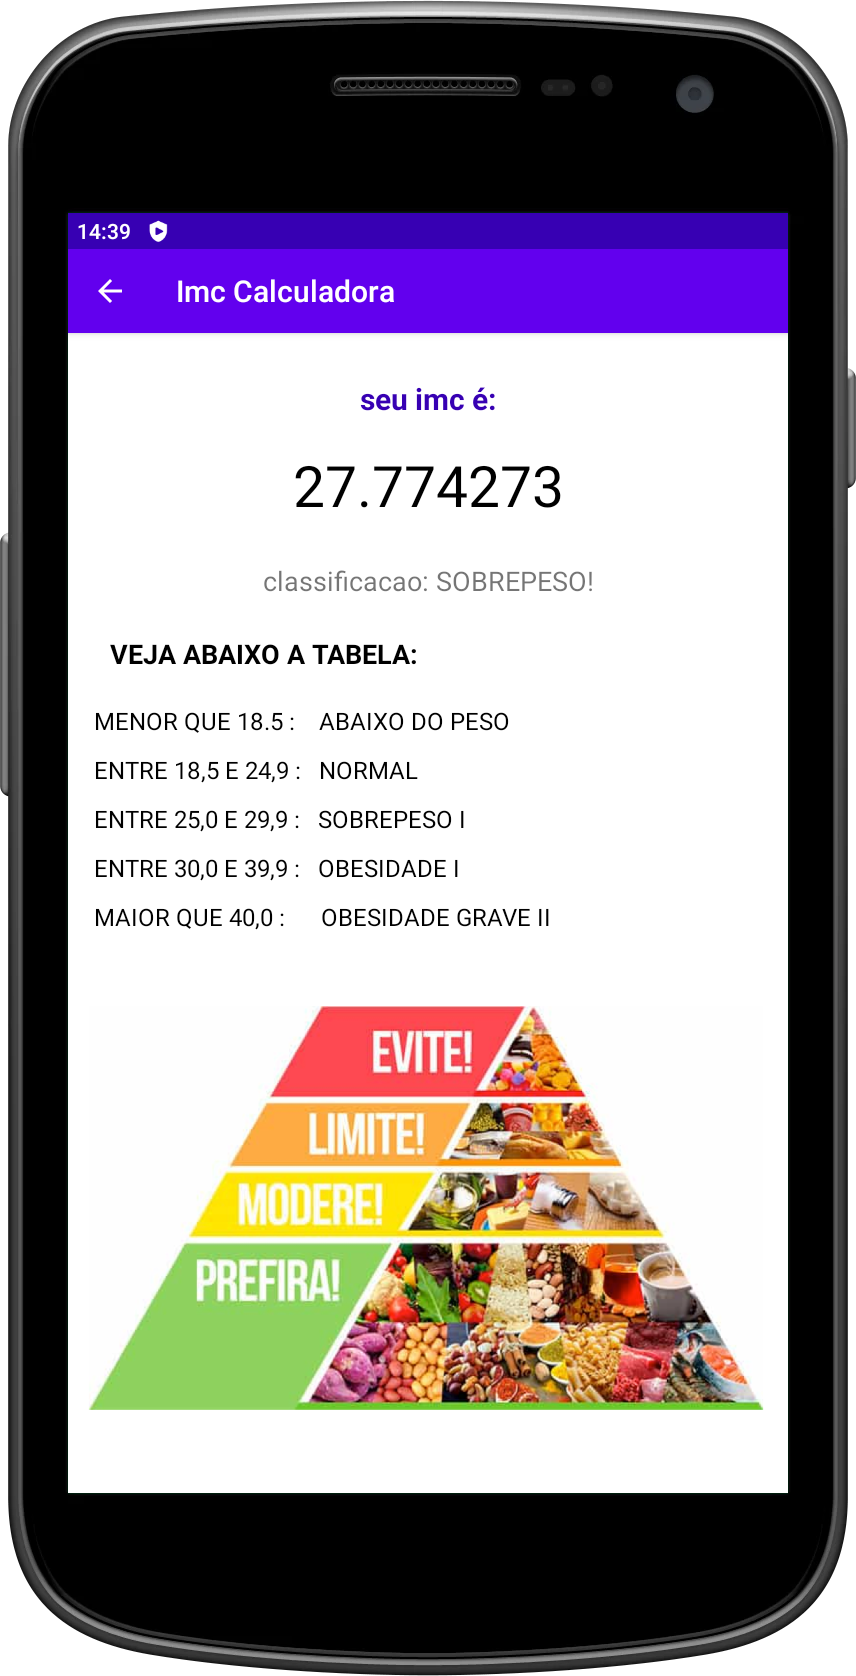 14:39
Imc Calculadora
seu imc é:
27.774273
classificacao: SOBREPESO!
VEJA ABAIXO A TABELA:
MENOR QUE 18.5 : ABAIXO DO PESO
ENTRE 18,5 E 24,9 : NORMAL
ENTRE 25,0 E 29,9 : SOBREPESO I
ENTRE 30,0 E 39,9 : OBESIDADE I
MAIOR QUE 40,0 : OBESIDADE GRAVE II
EVITE!
LIMITE!
MODERE!
PREFIRA!